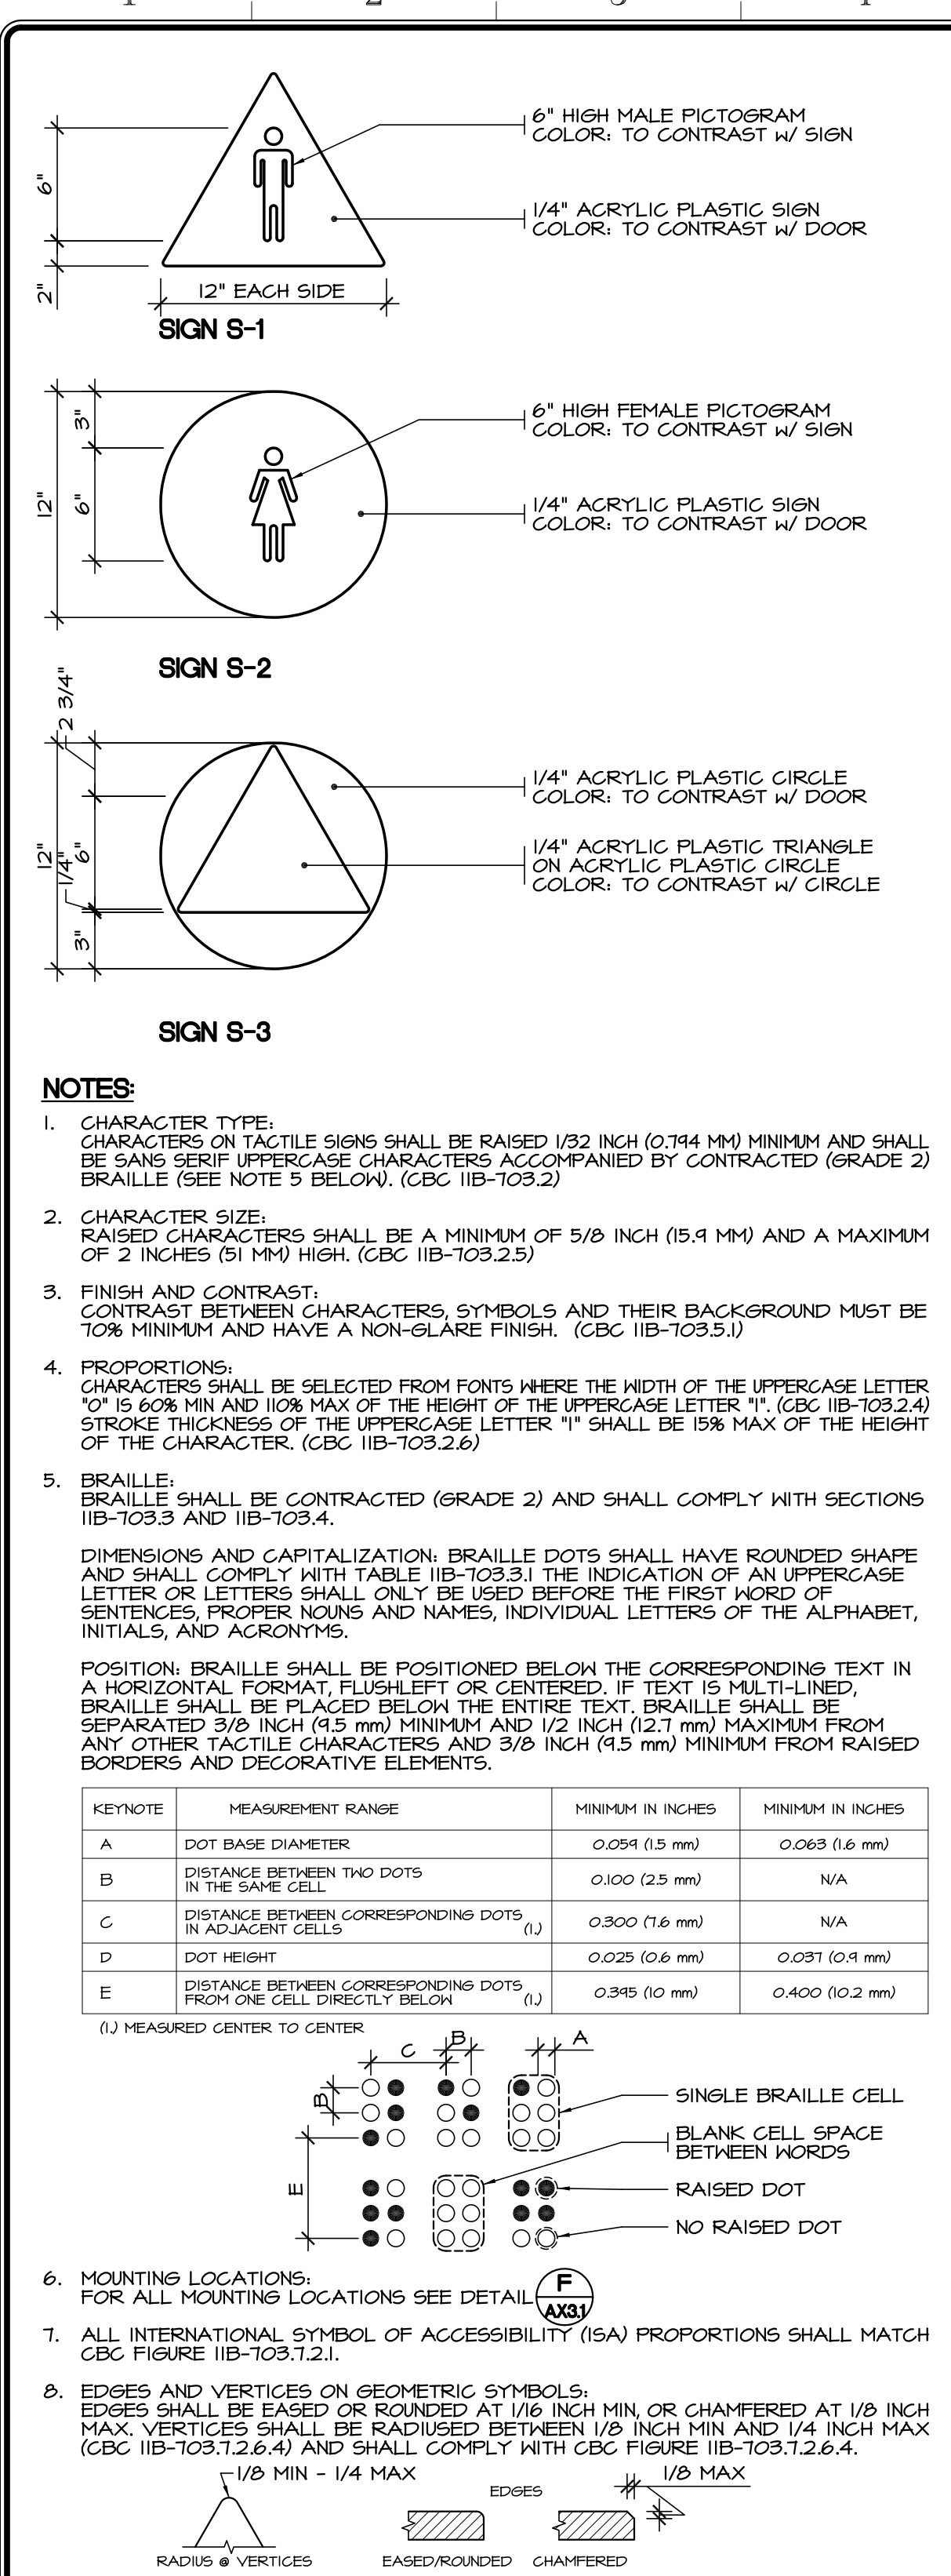 6" HIGH MALE PICTOGRAM
COLOR: TO CONTRAST w/ SIGN
6"
1/4" ACRYLIC PLASTIC SIGN
COLOR: TO CONTRAST w/ DOOR
2"
12" EACH SIDE
SIGN S-1
6" HIGH FEMALE PICTOGRAM
COLOR: TO CONTRAST w/ SIGN
3"
12"
6"
1/4" ACRYLIC PLASTIC SIGN
COLOR: TO CONTRAST w/ DOOR
SIGN S-2
2 3/4"
1/4" ACRYLIC PLASTIC CIRCLE
COLOR: TO CONTRAST w/ DOOR
12"
1/4"
6"
1/4" ACRYLIC PLASTIC TRIANGLE
ON ACRYLIC PLASTIC CIRCLE
COLOR: TO CONTRAST w/ CIRCLE
3"
SIGN S-3
NOTES:
1. CHARACTER TYPE:
CHARACTERS ON TACTILE SIGNS SHALL BE RAISED 1/32 INCH (0.794 MM) MINIMUM AND SHALL
BE SANS SERIF UPPERCASE CHARACTERS ACCOMPANIED BY CONTRACTED (GRADE 2)
BRAILLE (SEE NOTE 5 BELOW). (CBC 11B-703.2)
2. CHARACTER SIZE:
RAISED CHARACTERS SHALL BE A MINIMUM OF 5/8 INCH (15.9 MM) AND A MAXIMUM
OF 2 INCHES (51 MM) HIGH. (CBC 11B-703.2.5)
3. FINISH AND CONTRAST:
CONTRAST BETWEEN CHARACTERS, SYMBOLS AND THEIR BACKGROUND MUST BE
70% MINIMUM AND HAVE A NON-GLARE FINISH. (CBC 11B-703.5.1)
4. PROPORTIONS:
CHARACTERS SHALL BE SELECTED FROM FONTS WHERE THE WIDTH OF THE UPPERCASE LETTER
"O" IS 60% MIN AND 110% MAX OF THE HEIGHT OF THE UPPERCASE LETTER "I". (CBC 11B-703.2.4)
STROKE THICKNESS OF THE UPPERCASE LETTER "I" SHALL BE 15% MAX OF THE HEIGHT
OF THE CHARACTER. (CBC 11B-703.2.6)
5. BRAILLE:
BRAILLE SHALL BE CONTRACTED (GRADE 2) AND SHALL COMPLY WITH SECTIONS
11B-703.3 AND 11B-703.4.
DIMENSIONS AND CAPITALIZATION: BRAILLE DOTS SHALL HAVE ROUNDED SHAPE
AND SHALL COMPLY WITH TABLE 11B-703.3.1 THE INDICATION OF AN UPPERCASE
LETTER OR LETTERS SHALL ONLY BE USED BEFORE THE FIRST WORD OF
SENTENCES, PROPER NOUNS AND NAMES, INDIVIDUAL LETTERS OF THE ALPHABET,
INITIALS, AND ACRONYMS.
POSITION: BRAILLE SHALL BE POSITIONED BELOW THE CORRESPONDING TEXT IN
A HORIZONTAL FORMAT, FLUSHLEFT OR CENTERED. IF TEXT IS MULTI-LINED,
BRAILLE SHALL BE PLACED BELOW THE ENTIRE TEXT. BRAILLE SHALL BE
SEPARATED 3/8 INCH (9.5 mm) MINIMUM AND 1/2 INCH (12.7 mm) MAXIMUM FROM
ANY OTHER TACTILE CHARACTERS AND 3/8 INCH (9.5 mm) MINIMUM FROM RAISED
BORDERS AND DECORATIVE ELEMENTS.
KEYNOTE MEASUREMENT RANGE MINIMUM IN INCHES MINIMUM IN INCHES
A DOT BASE DIAMETER 0.059 (1.5 mm) 0.063 (1.6 mm)
B DISTANCE BETWEEN TWO DOTS
IN THE SAME CELL 0.100 (2.5 mm) N/A
C DISTANCE BETWEEN CORRESPONDING DOTS
IN ADJACENT CELLS (1.) 0.300 (7.6 mm) N/A
D DOT HEIGHT 0.025 (0.6 mm) 0.037 (0.9 mm)
E DISTANCE BETWEEN CORRESPONDING DOTS
FROM ONE CELL DIRECTLY BELOW (1.) 0.395 (10 mm) 0.400 (10.2 mm)
(1.) MEASURED CENTER TO CENTER
C B A
B
SINGLE BRAILLE CELL
BLANK CELL SPACE
BETWEEN WORDS
E
RAISED DOT
NO RAISED DOT
6. MOUNTING LOCATIONS:
FOR ALL MOUNTING LOCATIONS SEE DETAIL
F
AX3.1
7. ALL INTERNATIONAL SYMBOL OF ACCESSIBILITY (ISA) PROPORTIONS SHALL MATCH
CBC FIGURE 11B-703.7.2.1.
8. EDGES AND VERTICES ON GEOMETRIC SYMBOLS:
EDGES SHALL BE EASED OR ROUNDED AT 1/16 INCH MIN, OR CHAMFERED AT 1/8 INCH
MAX. VERTICES SHALL BE RADIUSED BETWEEN 1/8 INCH MIN AND 1/4 INCH MAX
(CBC 11B-703.7.2.6.4) AND SHALL COMPLY WITH CBC FIGURE 11B-703.7.2.6.4.
1/8 MIN - 1/4 MAX
EDGES
1/8 MAX
RADIUS @ VERTICES
EASED/ROUNDED
CHAMFERED